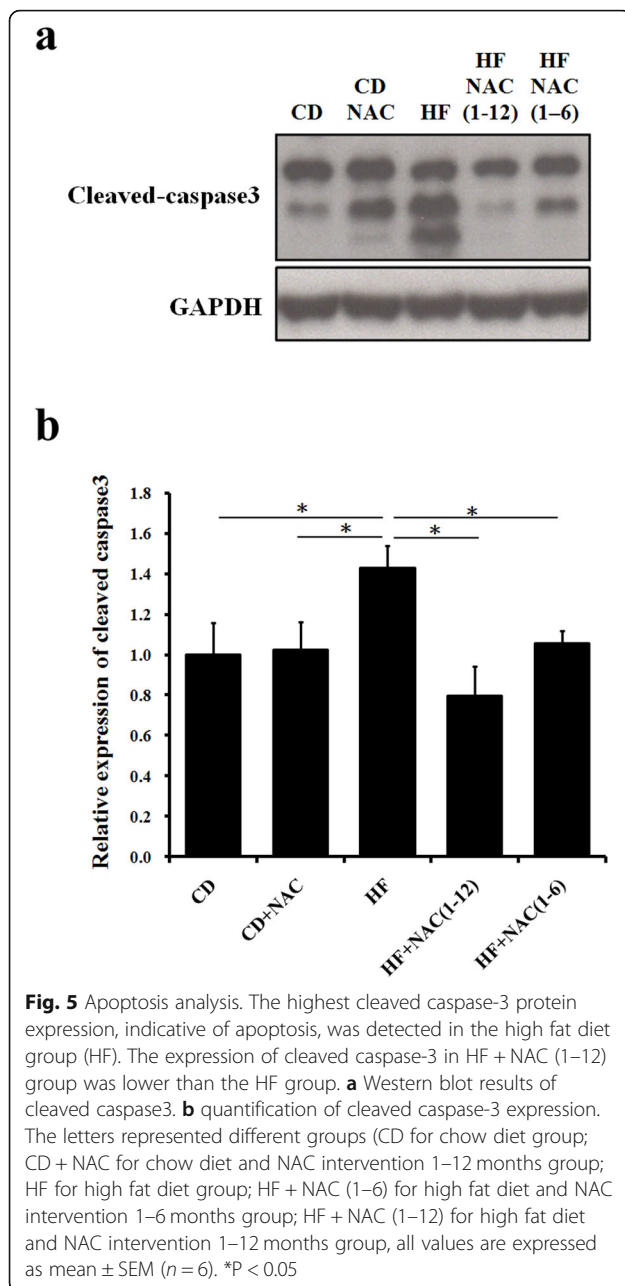 a
HF HF
CD NAC NAC
CD NAC HF (1-12) (1–6)
Cleaved-caspase3
GAPDH
b
Relative expression of cleaved caspase3
1.8
1.6
1.4
1.2
1.0
0.8
0.6
0.4
0.2
0.0
* *
* *
CD
CD+NAC
HF
HF+NAC(1-12)
HF+NAC(1-6)
Fig. 5 Apoptosis analysis. The highest cleaved caspase-3 protein
expression, indicative of apoptosis, was detected in the high fat diet
group (HF). The expression of cleaved caspase-3 in HF + NAC (1–12)
group was lower than the HF group. a Western blot results of
cleaved caspase3. b quantification of cleaved caspase-3 expression.
The letters represented different groups (CD for chow diet group;
CD + NAC for chow diet and NAC intervention 1–12 months group;
HF for high fat diet group; HF + NAC (1–6) for high fat diet and NAC
intervention 1–6 months group; HF + NAC (1–12) for high fat diet
and NAC intervention 1–12 months group, all values are expressed
as mean ± SEM (n = 6). *P < 0.05